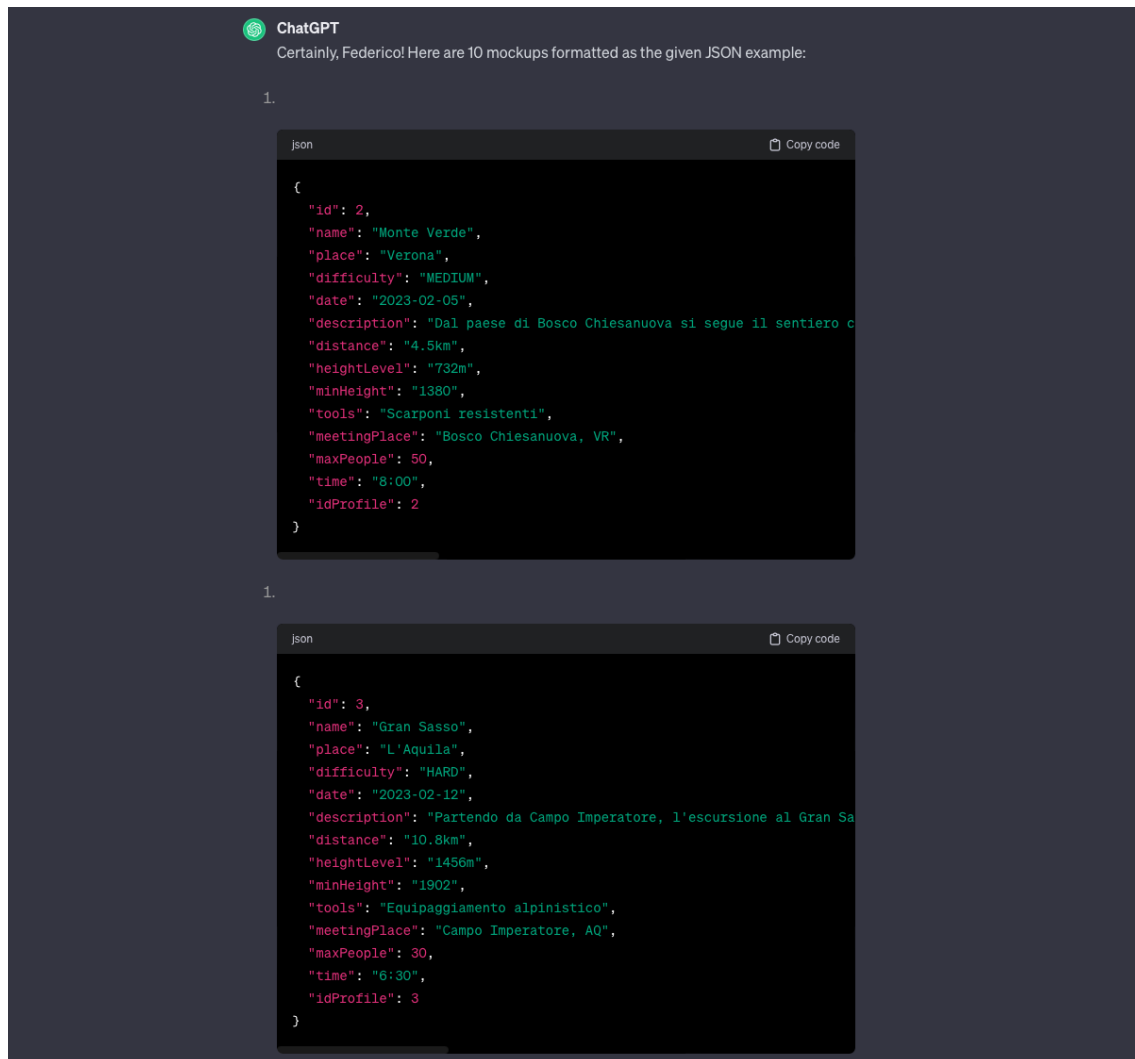 ChatGPT
Certainly, Federico! Here are 10 mockups formatted as the given JSON example:
1.
json Copy code
{
"id": 2,
"name": "Monte Verde",
"place": "Verona",
"difficulty": "MEDIUM",
"date": "2023-02-05",
"description": "Dal paese di Bosco Chiesanuova si segue il sentiero c
"distance": "4.5km",
"heightLevel": "732m",
"minHeight": "1380",
"tools": "Scarponi resistenti",
"meetingPlace": "Bosco Chiesanuova, VR",
"maxPeople": 50,
"time": "8:00",
"idProfile": 2
}
1.
json Copy code
{
"id": 3,
"name": "Gran Sasso",
"place": "L'Aquila",
"difficulty": "HARD",
"date": "2023-02-12",
"description": "Partendo da Campo Imperatore, l'escursione al Gran Sa
"distance": "10.8km",
"heightLevel": "1456m",
"minHeight": "1902",
"tools": "Equipaggiamento alpinistico",
"meetingPlace": "Campo Imperatore, AQ",
"maxPeople": 30,
"time": "6:30",
"idProfile": 3
}